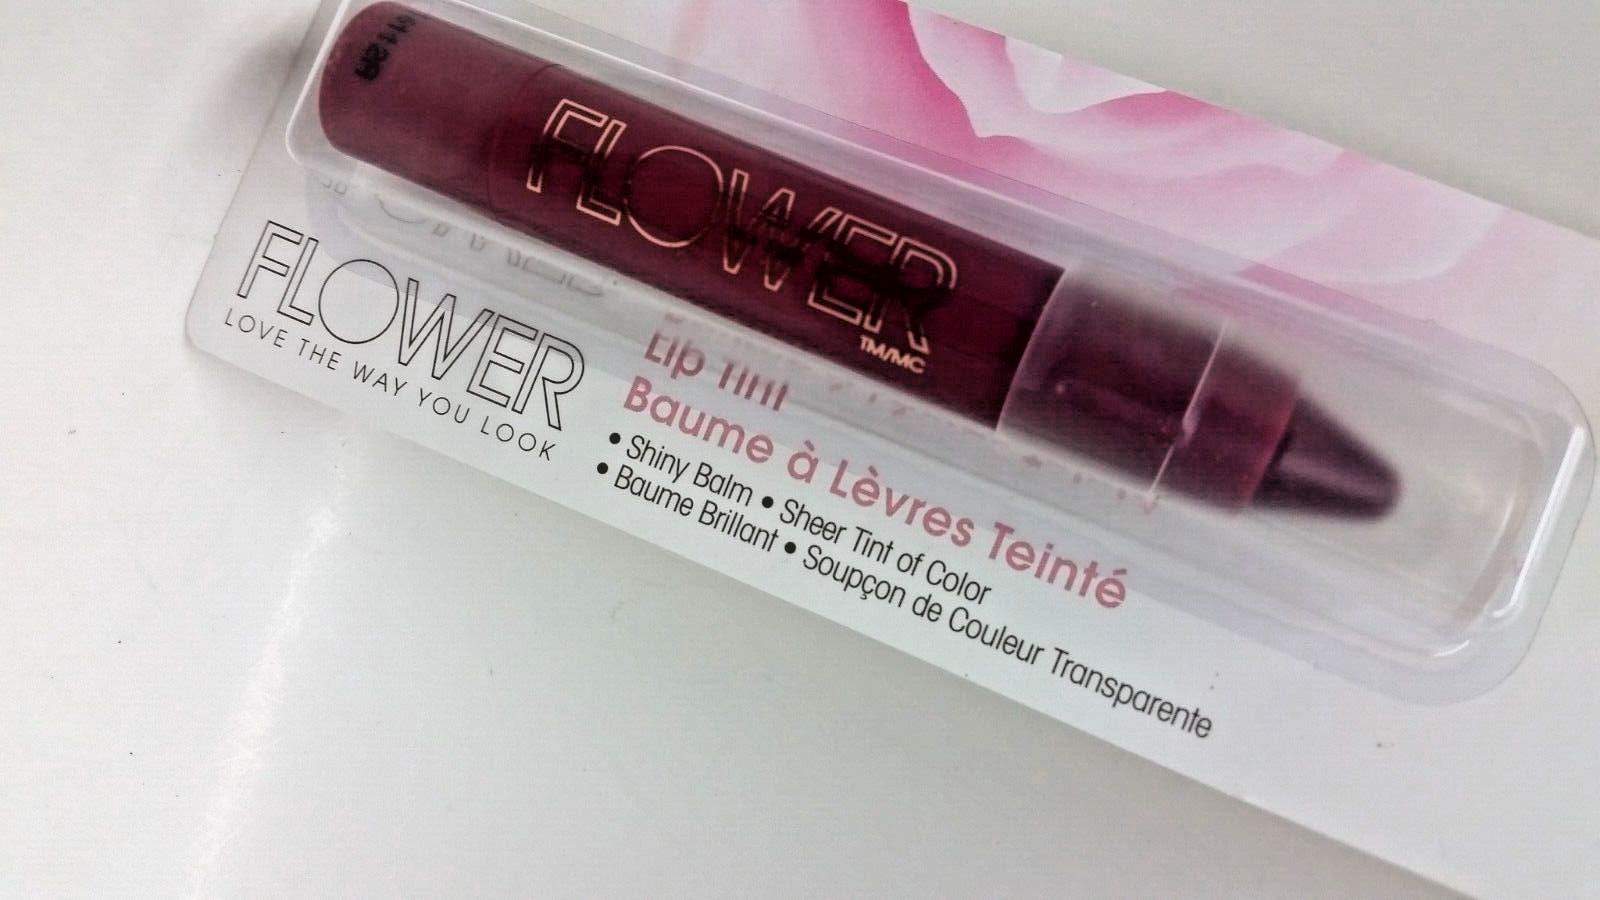 FLOWER
TM/MC
FLOWER
LOVE THE WAY YOU LOOK
Lip Tint
Baume à Lèvres Teinté
• Shiny Balm • Sheer Tint of Color
• Baume Brillant • Soupçon de Couleur Transparente